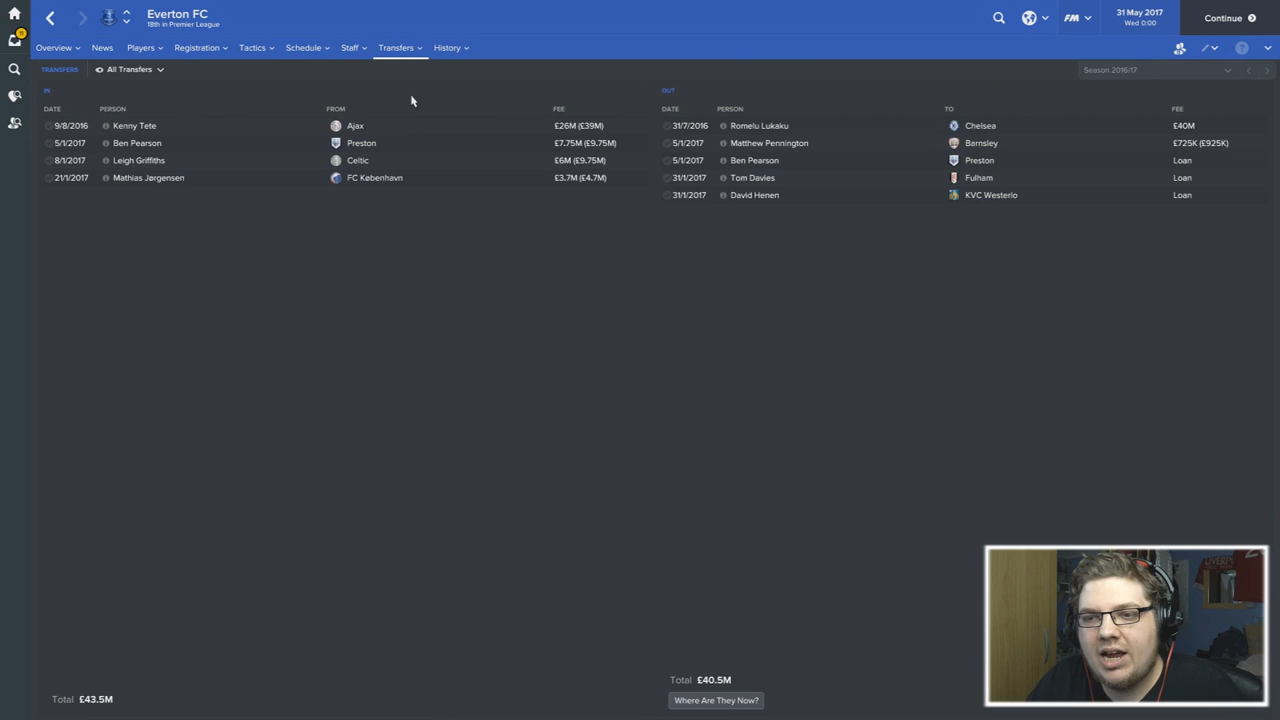 Everton FC
18th in Premier League
FM
31 May 2017
Wed 0:00
Continue
Overview
News
Players
Registration
Tactics
Schedule
Staff
Transfers
History
TRANSFERS
All Transfers
Season 2016/17
IN
DATE PERSON FROM FEE
9/8/2016 Kenny Tete Ajax £26M (£39M)
5/1/2017 Ben Pearson Preston £7.75M (£9.75M)
8/1/2017 Leigh Griffiths Celtic £6M (£9.75M)
21/1/2017 Mathias Jørgensen FC København £3.7M (£4.7M)
Total £43.5M
OUT
DATE PERSON TO FEE
31/7/2016 Romelu Lukaku Chelsea £40M
5/1/2017 Matthew Pennington Barnsley £725K (£925K)
5/1/2017 Ben Pearson Preston Loan
31/1/2017 Tom Davies Fulham Loan
31/1/2017 David Henen KVC Westerlo Loan
Total £40.5M
Where Are They Now?